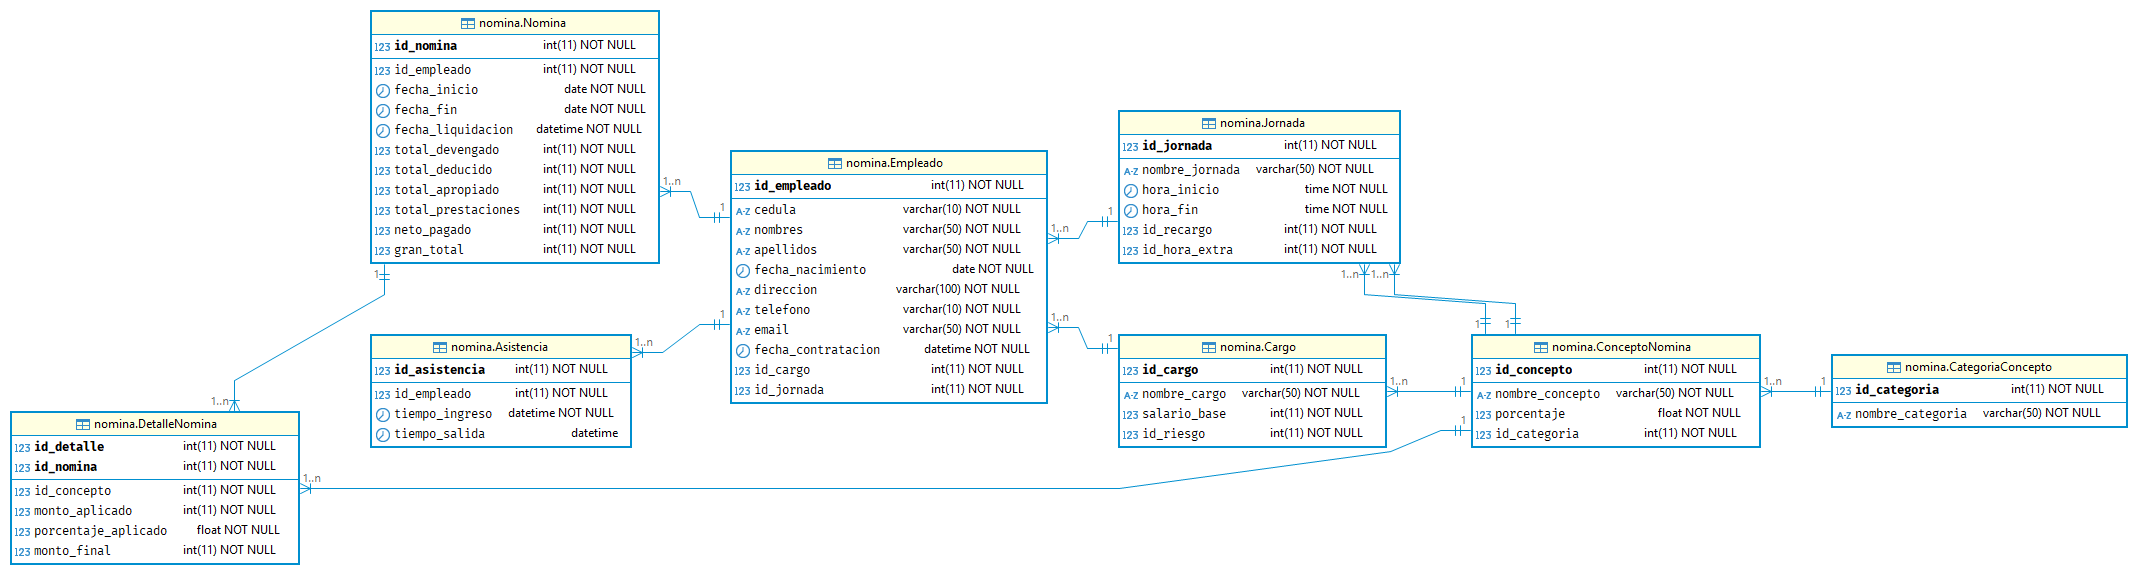 nomina.Nomina
123 id_nomina int(11) NOT NULL
123 id_empleado int(11) NOT NULL
fecha_inicio date NOT NULL
fecha_fin date NOT NULL
fecha_liquidacion datetime NOT NULL
123 total_devengado int(11) NOT NULL
123 total_deducido int(11) NOT NULL
123 total_apropiado int(11) NOT NULL
123 total_prestaciones int(11) NOT NULL
123 neto_pagado int(11) NOT NULL
123 gran_total int(11) NOT NULL
1..n
1
1
1..n
nomina.Asistencia
123 id_asistencia int(11) NOT NULL
123 id_empleado int(11) NOT NULL
tiempo_ingreso datetime NOT NULL
tiempo_salida datetime
1..n
1
nomina.DetalleNomina
123 id_detalle int(11) NOT NULL
123 id_nomina int(11) NOT NULL
123 id_concepto int(11) NOT NULL
123 monto_aplicado int(11) NOT NULL
123 porcentaje_aplicado float NOT NULL
123 monto_final int(11) NOT NULL
1..n
1
nomina.Empleado
123 id_empleado int(11) NOT NULL
A-Z cedula varchar(10) NOT NULL
A-Z nombres varchar(50) NOT NULL
A-Z apellidos varchar(50) NOT NULL
fecha_nacimiento date NOT NULL
A-Z direccion varchar(100) NOT NULL
A-Z telefono varchar(10) NOT NULL
A-Z email varchar(50) NOT NULL
fecha_contratacion datetime NOT NULL
123 id_cargo int(11) NOT NULL
123 id_jornada int(11) NOT NULL
1..n
1
1..n
1
nomina.Jornada
123 id_jornada int(11) NOT NULL
A-Z nombre_jornada varchar(50) NOT NULL
hora_inicio time NOT NULL
hora_fin time NOT NULL
123 id_recargo int(11) NOT NULL
123 id_hora_extra int(11) NOT NULL
1..n 1..n
1 1
nomina.Cargo
123 id_cargo int(11) NOT NULL
A-Z nombre_cargo varchar(50) NOT NULL
123 salario_base int(11) NOT NULL
123 id_riesgo int(11) NOT NULL
1..n
1
nomina.ConceptoNomina
123 id_concepto int(11) NOT NULL
A-Z nombre_concepto varchar(50) NOT NULL
123 porcentaje float NOT NULL
123 id_categoria int(11) NOT NULL
1..n
1
nomina.CategoriaConcepto
123 id_categoria int(11) NOT NULL
A-Z nombre_categoria varchar(50) NOT NULL